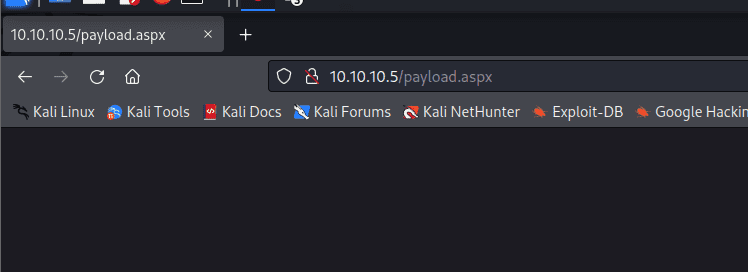 10.10.10.5/payload.aspx
10.10.10.5/payload.aspx
Kali Linux Kali Tools Kali Docs Kali Forums Kali NetHunter Exploit-DB Google Hackin